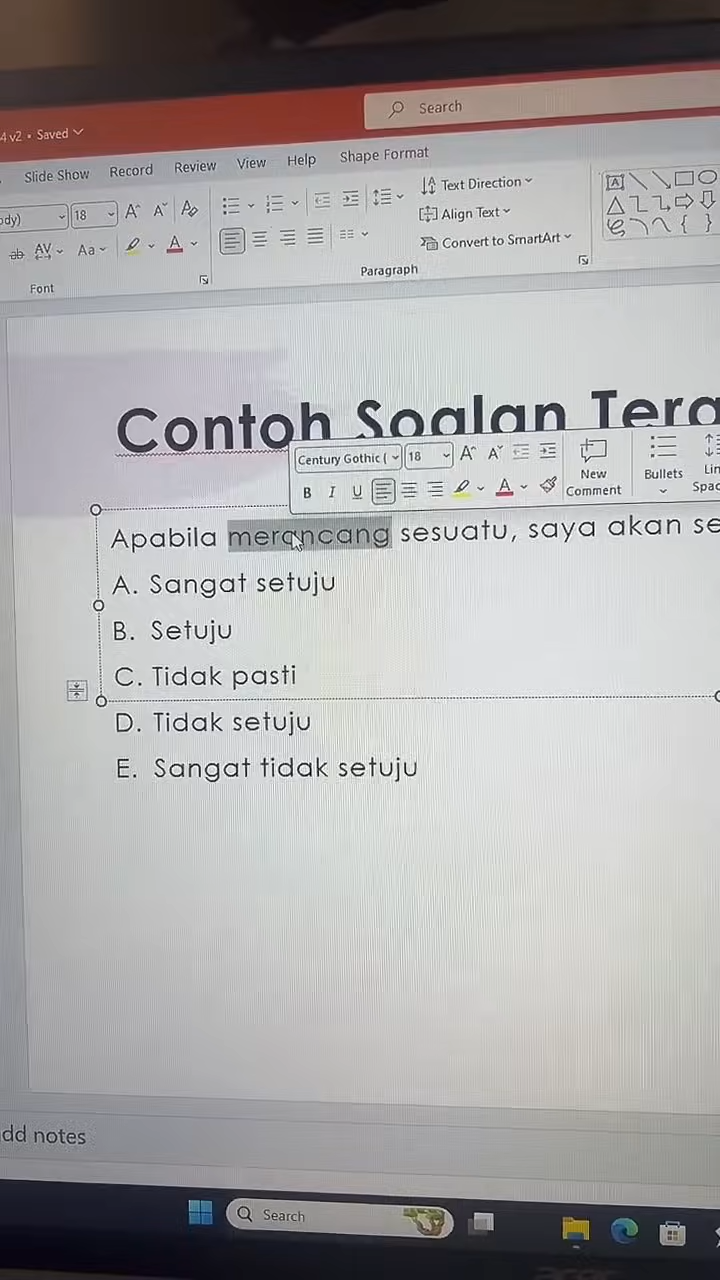 4 v2 • Saved
Search
Slide Show Record Review View Help Shape Format
18
Text Direction
Align Text
Convert to SmartArt
Aa
Font
Paragraph
Contoh Soalan
Century Gothic ( 18
B I U A
New Comment
Bullets
Apabila merancang sesuatu, saya akan
A. Sangat setuju
B. Setuju
C. Tidak pasti
D. Tidak setuju
E. Sangat tidak setuju
dd notes
Search